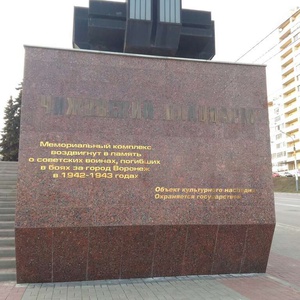 Мемориальный комплекс
воздвигнут в память
о советских воинах, погибших
в боях за город Воронеж
в 1942-1943 годах
Объект культурного наследия
Охраняется государством